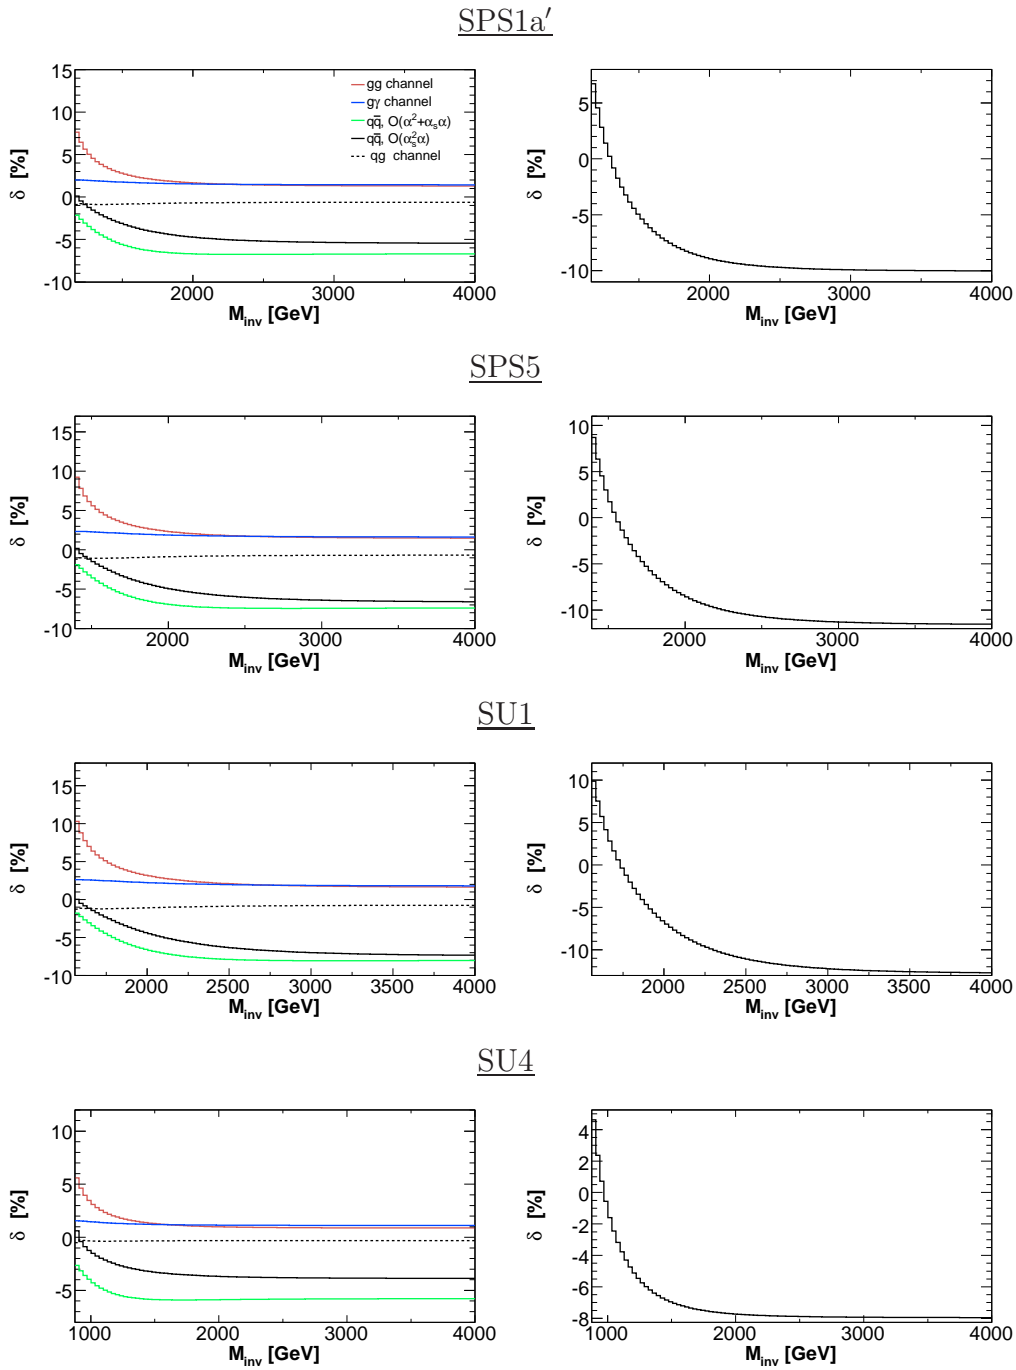 SPS1a′
δ [%]
15
10
5
0
-5
-10
2000 3000 4000
M_inv [GeV]
gg channel
gγ channel
qq̅, O(α²+α_sα)
qq̅, O(α_s²α)
qg channel
δ [%]
5
0
-5
-10
2000 3000 4000
M_inv [GeV]
SPS5
δ [%]
15
10
5
0
-5
-10
2000 3000 4000
M_inv [GeV]
δ [%]
10
5
0
-5
-10
2000 3000 4000
M_inv [GeV]
SU1
δ [%]
15
10
5
0
-5
-10
2000 2500 3000 3500 4000
M_inv [GeV]
δ [%]
10
5
0
-5
-10
2000 2500 3000 3500 4000
M_inv [GeV]
SU4
δ [%]
10
5
0
-5
1000 2000 3000 4000
M_inv [GeV]
δ [%]
4
2
0
-2
-4
-6
-8
1000 2000 3000 4000
M_inv [GeV]